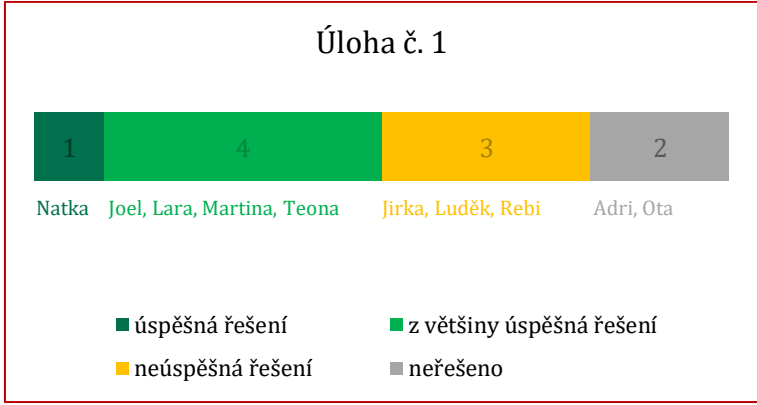 Úloha č. 1
1 4 3 2
Natka Joel, Lara, Martina, Teona Jirka, Luděk, Rebi Adri, Ota
úspěšná řešení z většiny úspěšná řešení
neúspěšná řešení neřešeno